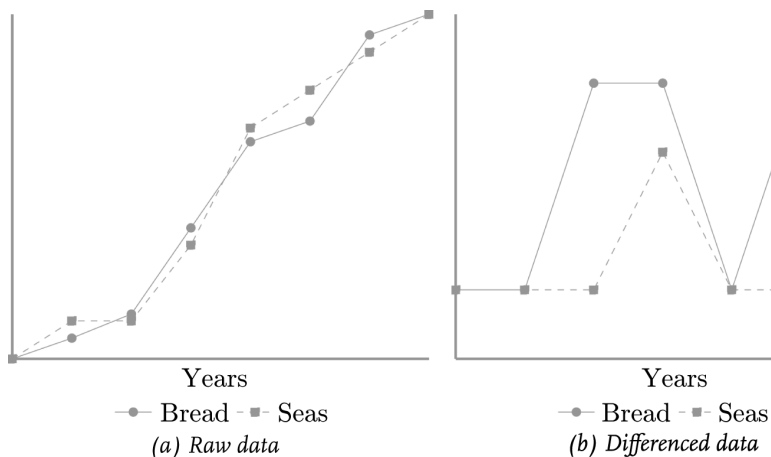 Years
Bread Seas
(a) Raw data
Years
Bread Seas
(b) Differenced data